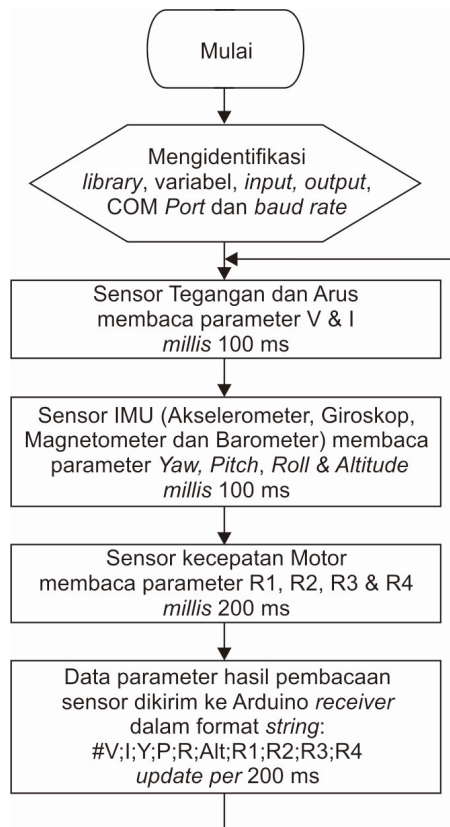 Mulai
Mengidentifikasi
library, variabel, input, output,
COM Port dan baud rate
Sensor Tegangan dan Arus
membaca parameter V & I
millis 100 ms
Sensor IMU (Akselerometer, Giroskop,
Magnetometer dan Barometer) membaca
parameter Yaw, Pitch, Roll & Altitude
millis 100 ms
Sensor kecepatan Motor
membaca parameter R1, R2, R3 & R4
millis 200 ms
Data parameter hasil pembacaan
sensor dikirim ke Arduino receiver
dalam format string:
#V;I;Y;P;R;Alt;R1;R2;R3;R4
update per 200 ms